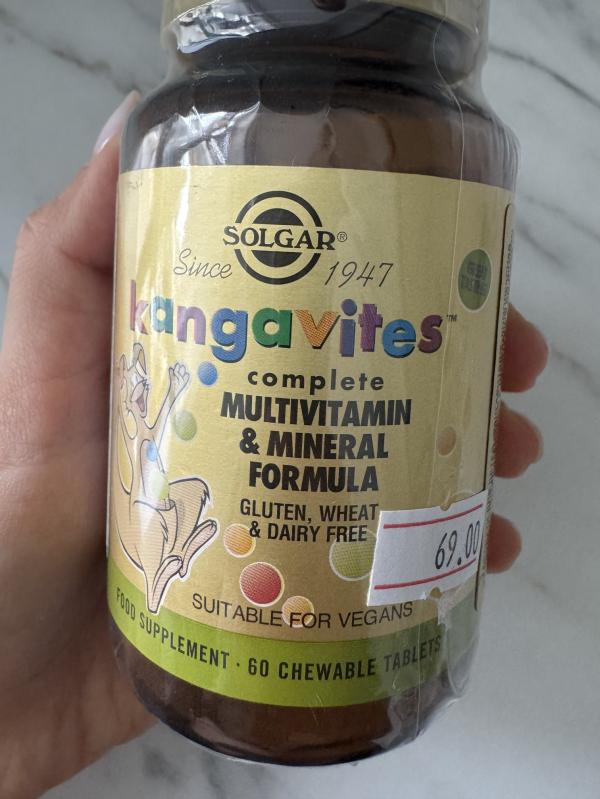 SOLGAR®
Since 1947
kangavites™
complete
MULTIVITAMIN
& MINERAL
FORMULA
GLUTEN, WHEAT
& DAIRY FREE
69.00
SUITABLE FOR VEGANS
FOOD SUPPLEMENT · 60 CHEWABLE TABLETS